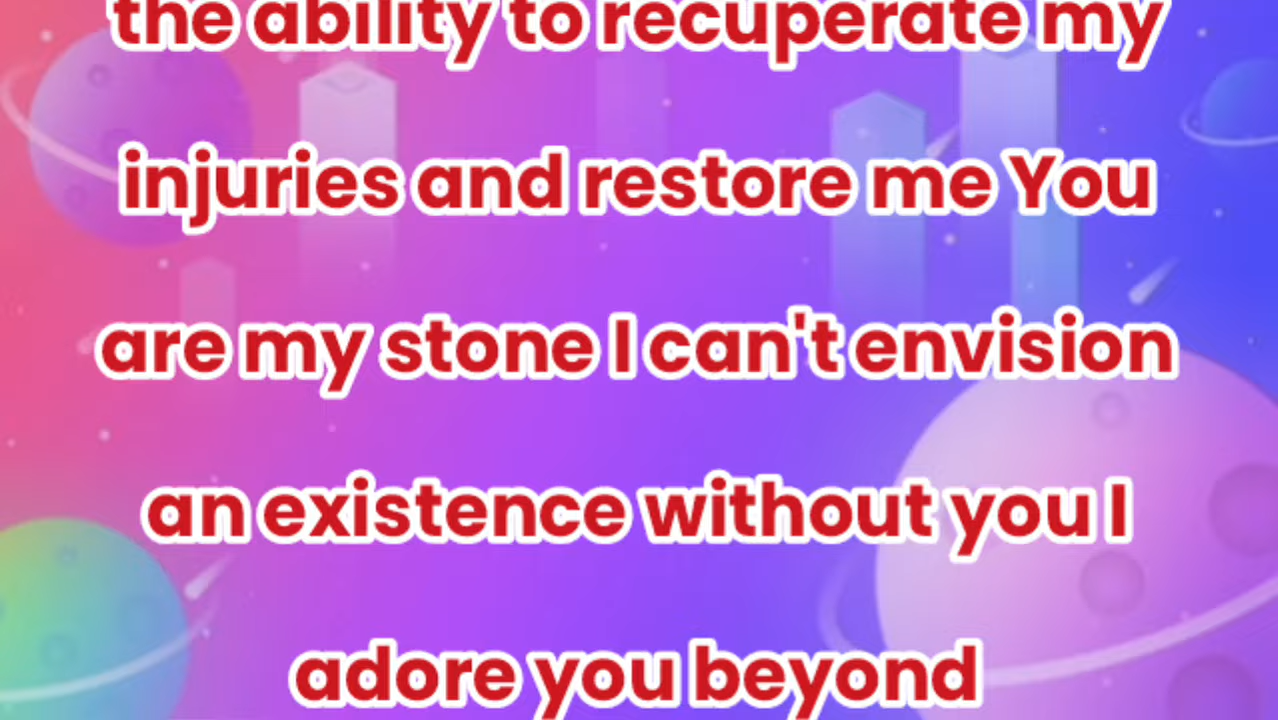 the ability to recuperate my
injuries and restore me You
are my stone I can't envision
an existence without you I
adore you beyond